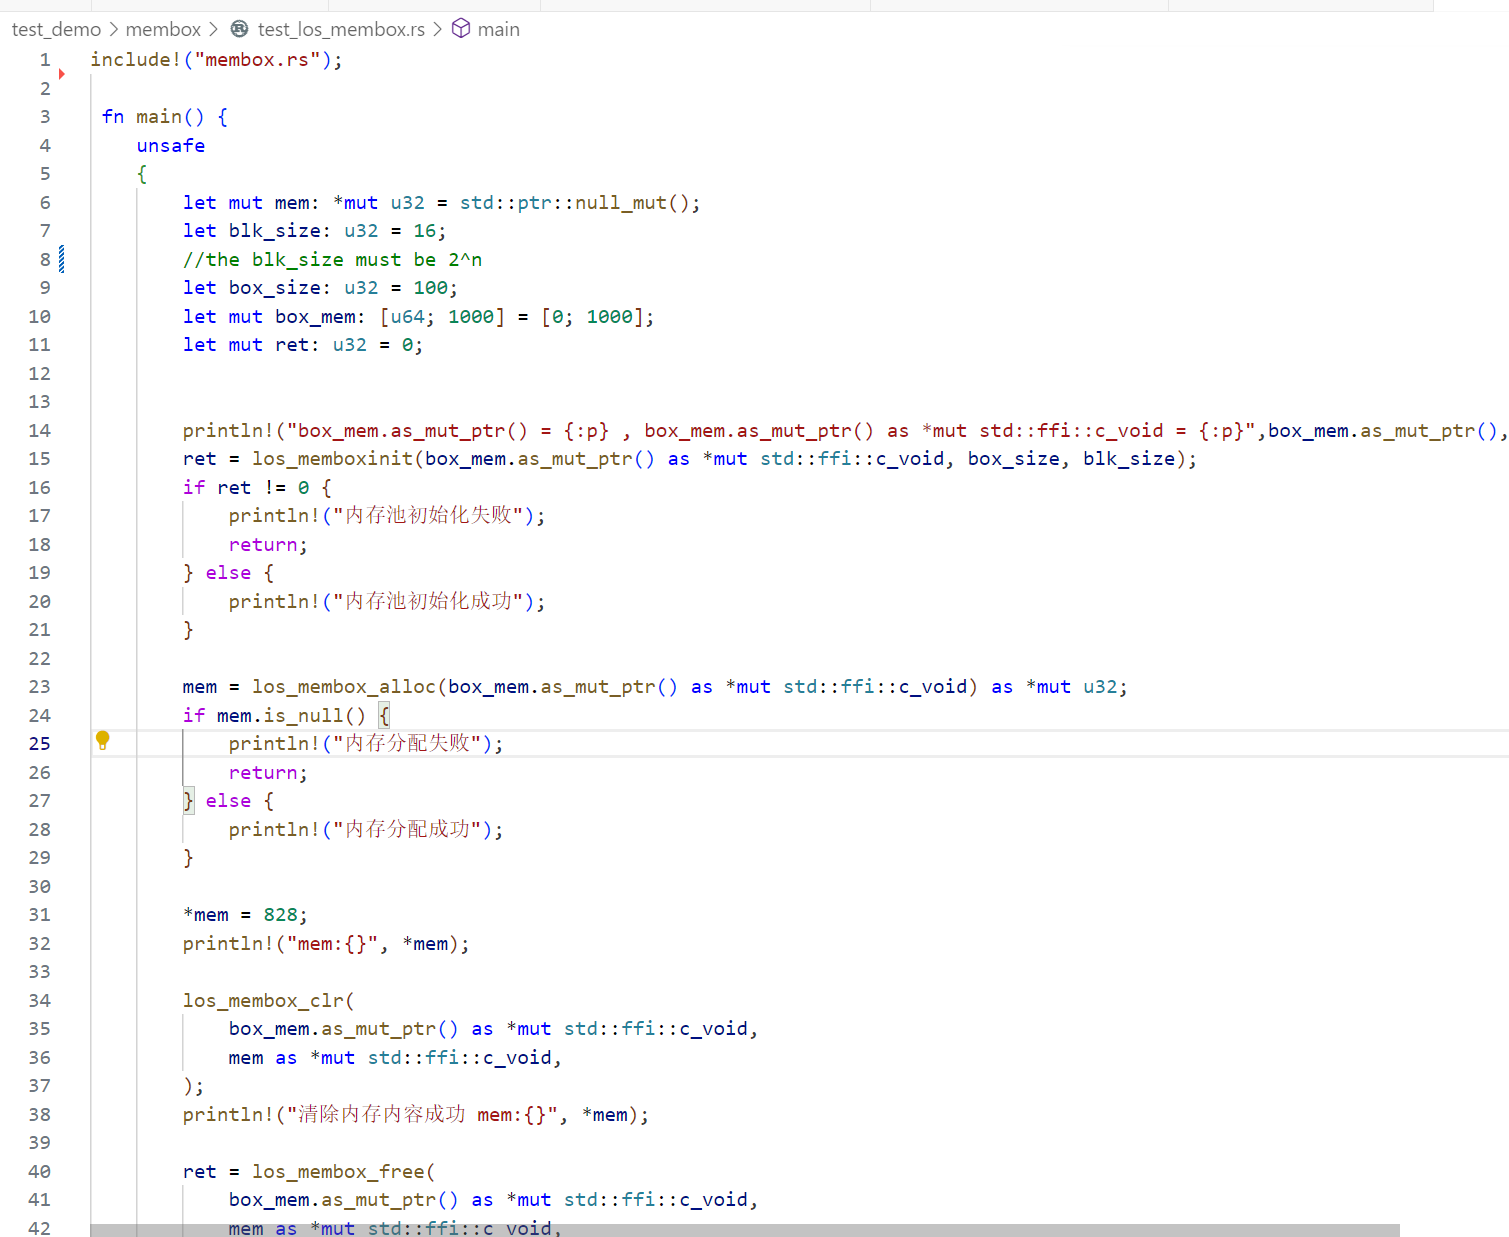 test_demo > membox > test_los_membox.rs > main
1 include!("membox.rs");
2
3 fn main() {
4 unsafe
5 {
6 let mut mem: *mut u32 = std::ptr::null_mut();
7 let blk_size: u32 = 16;
8 //the blk_size must be 2^n
9 let box_size: u32 = 100;
10 let mut box_mem: [u64; 1000] = [0; 1000];
11 let mut ret: u32 = 0;
12
13
14 println!("box_mem.as_mut_ptr() = {:p} , box_mem.as_mut_ptr() as *mut std::ffi::c_void = {:p}",box_mem.as_mut_ptr(),
15 ret = los_memboxinit(box_mem.as_mut_ptr() as *mut std::ffi::c_void, box_size, blk_size);
16 if ret != 0 {
17 println!("内存池初始化失败");
18 return;
19 } else {
20 println!("内存池初始化成功");
21 }
22
23 mem = los_membox_alloc(box_mem.as_mut_ptr() as *mut std::ffi::c_void) as *mut u32;
24 if mem.is_null() {
25 println!("内存分配失败");
26 return;
27 } else {
28 println!("内存分配成功");
29 }
30
31 *mem = 828;
32 println!("mem:{}", *mem);
33
34 los_membox_clr(
35 box_mem.as_mut_ptr() as *mut std::ffi::c_void,
36 mem as *mut std::ffi::c_void,
37 );
38 println!("清除内存内容成功 mem:{}", *mem);
39
40 ret = los_membox_free(
41 box_mem.as_mut_ptr() as *mut std::ffi::c_void,
42 mem as *mut std::ffi::c_void,